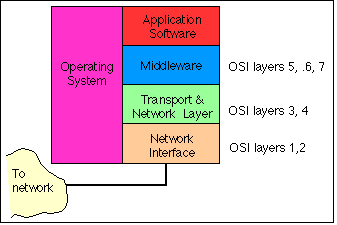 Application
Software
Operating
System
Middleware
OSI layers 5, .6, 7
Transport &
Network Layer
OSI layers 3, 4
Network
Interface
OSI layers 1,2
To
network